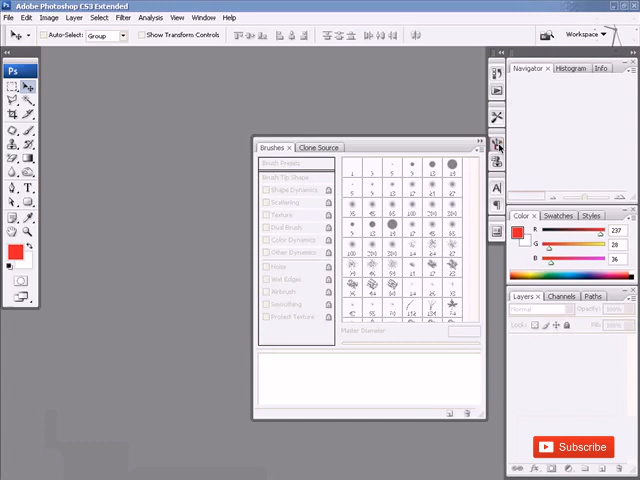 Adobe Photoshop CS3 Extended
File Edit Image Layer Select Filter Analysis View Window Help
Auto-Select: Group Show Transform Controls Workspace
Ps
Navigator Histogram Info
Brushes Clone Source
Brush Presets
Brush Tip Shape
Shape Dynamics
Scattering
Texture
Dual Brush
Color Dynamics
Other Dynamics
Noise
Wet Edges
Airbrush
Smoothing
Protect Texture
Master Diameter
Color Swatches Styles
R 237
G 28
B 36
Layers Channels Paths
Normal Opacity: 100%
Lock: Fill: 100%
Subscribe